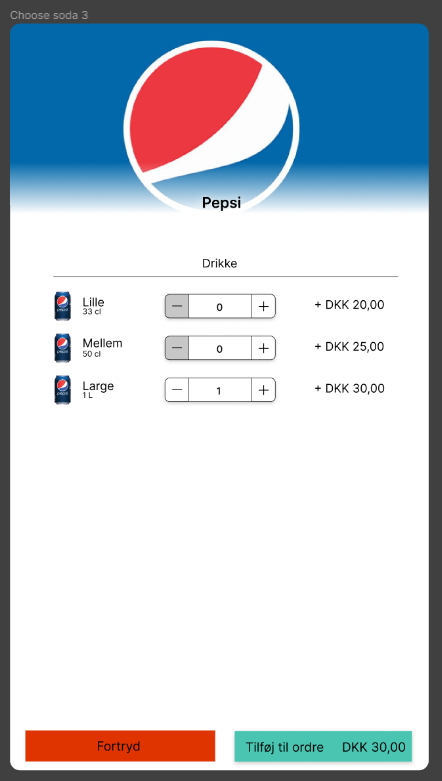 Choose soda 3
Pepsi
Drikke
Lille
33 cl
0
+ DKK 20,00
Mellem
50 cl
0
+ DKK 25,00
Large
1 L
1
+ DKK 30,00
Fortryd
Tilføj til ordre DKK 30,00